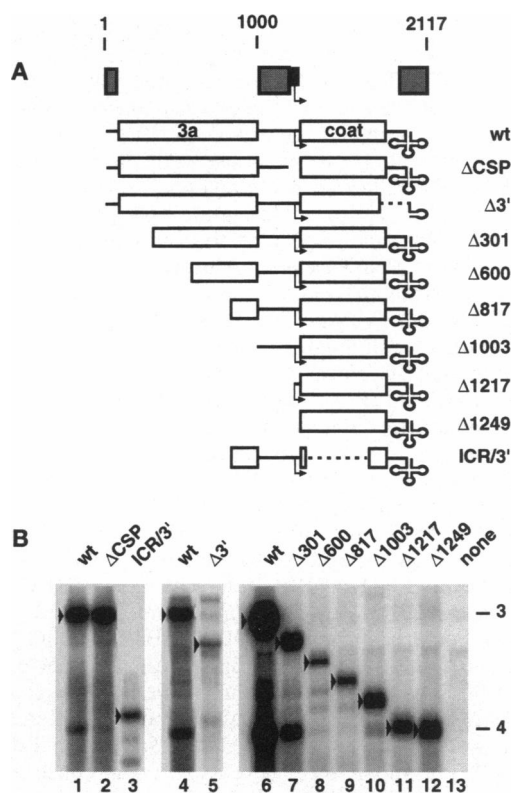 1 1000 2117
A
3a coat wt
ΔCSP
Δ3'
Δ301
Δ600
Δ817
Δ1003
Δ1217
Δ1249
ICR/3'
B
wt ΔCSP ICR/3' wt Δ3' wt Δ301 Δ600 Δ817 Δ1003 Δ1217 Δ1249 none
3
4
1 2 3 4 5 6 7 8 9 10 11 12 13